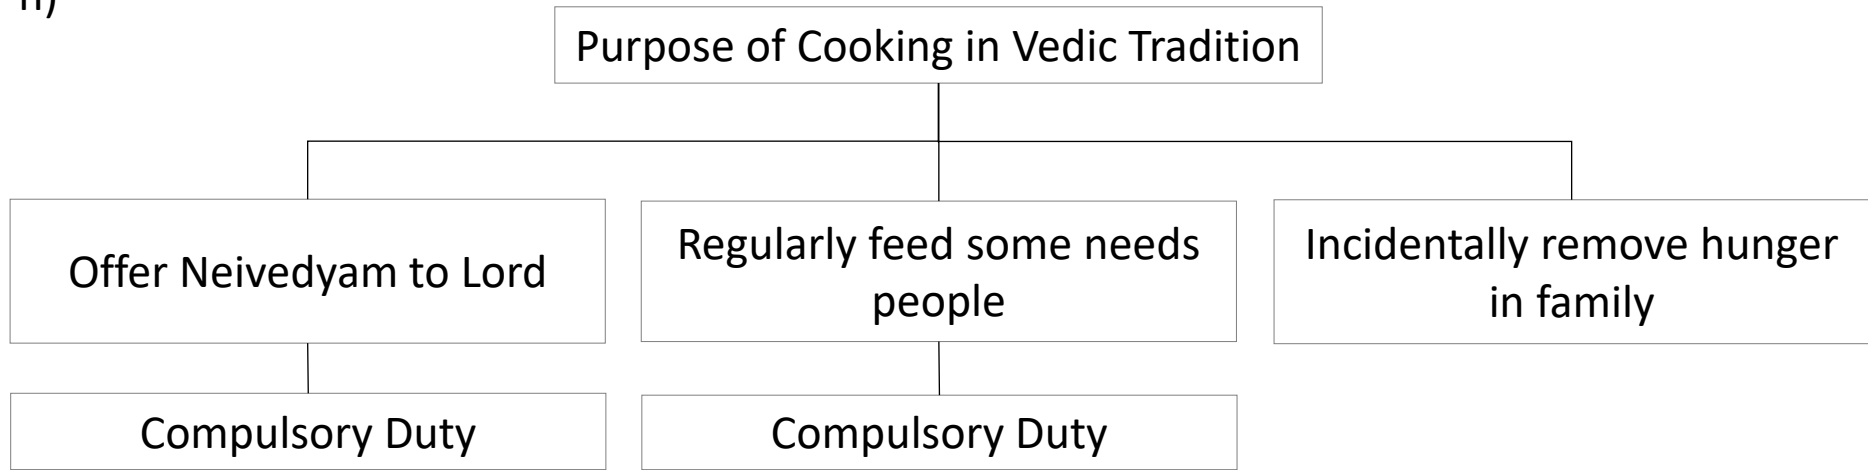 n)
Purpose of Cooking in Vedic Tradition
Offer Neivedyam to Lord
Regularly feed some needs
people
Incidentally remove hunger
in family
Compulsory Duty
Compulsory Duty